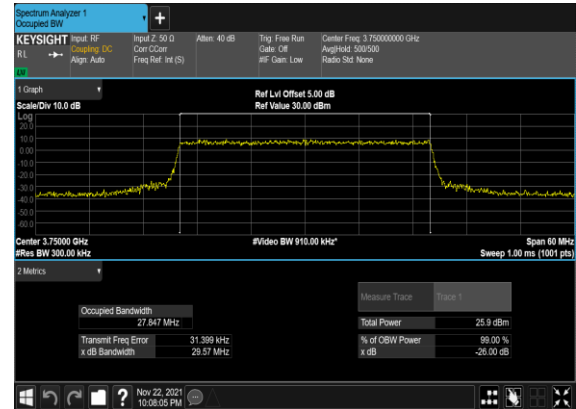 Spectrum Analyzer 1
Occupied BW
+
KEYSIGHT Input: RF Input Z: 50 Ω Atten: 40 dB Trig: Free Run Center Freq: 3.750000000 GHz
RL Coupling: DC Corr CCorr Gate: Off Avg|Hold: 500/500
Align: Auto Freq Ref: Int (S) #IF Gain: Low Radio Std: None
1 Graph
Ref Lvl Offset 5.00 dB
Scale/Div 10.0 dB Ref Value 30.00 dBm
Log
20.0
10.0
0.00
-10.0
-20.0
-30.0
-40.0
-50.0
-60.0
Center 3.75000 GHz #Video BW 910.00 kHz* Span 60 MHz
#Res BW 300.00 kHz Sweep 1.00 ms (1001 pts)
2 Metrics
Measure Trace Trace 1
Occupied Bandwidth
27.847 MHz Total Power 25.9 dBm
Transmit Freq Error 31.399 kHz % of OBW Power 99.00 %
x dB Bandwidth 29.57 MHz x dB -26.00 dB
? Nov 22, 2021
10:08:05 PM